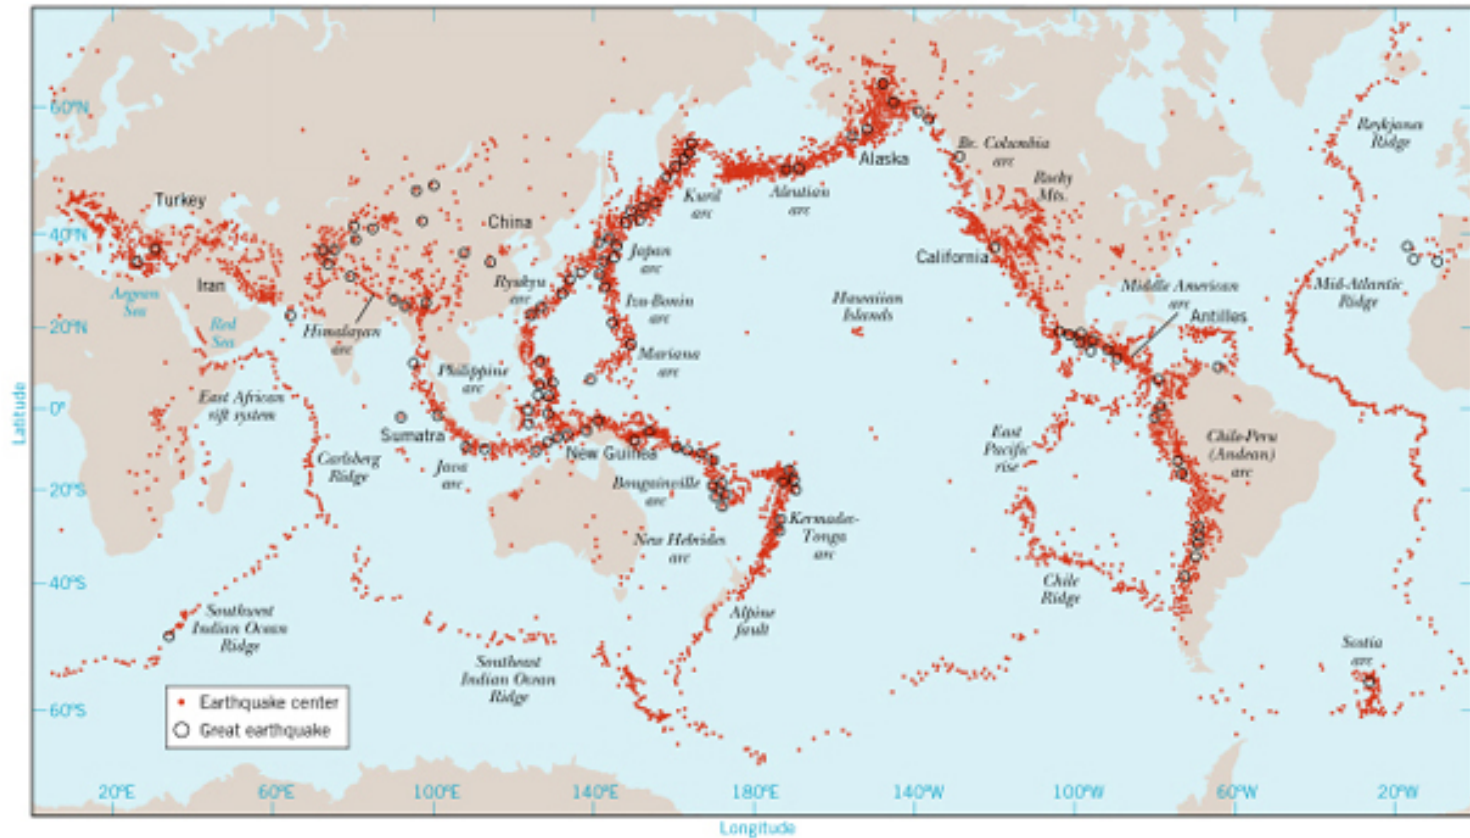 60°N
Reykjanes
Ridge
Br. Columbia
arc
Alaska
Rocky
Mts.
Turkey
Kuril
arc
Aleutian
arc
China
40°N
Japan
arc
California
Iran
Ryukyu
arc
Middle American
arc
Mid-Atlantic
Ridge
Aegean
Sea
Izu-Bonin
arc
Hawaiian
Islands
Antilles
20°N
Red
Sea
Himalayan
arc
Mariana
arc
Philippine
arc
East African
rift system
0°
Latitude
Sumatra
New Guinea
East
Pacific
rise
Chile-Peru
(Andean)
arc
Carlsberg
Ridge
Java
arc
20°S
Bougainville
arc
Kermadec-
Tonga
arc
New Hebrides
arc
40°S
Chile
Ridge
Southwest
Indian Ocean
Ridge
Alpine
fault
Scotia
arc
Southeast
Indian Ocean
Ridge
Earthquake center
Great earthquake
60°S
20°E
60°E
100°E
140°E
180°E
140°W
100°W
60°W
20°W
Longitude